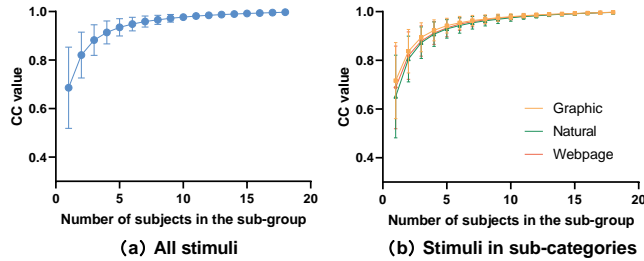 1.0
0.8
0.6
0.4
CC value
0 5 10 15 20
Number of subjects in the sub-group
(a) All stimuli
1.0
0.8
0.6
0.4
CC value
Graphic
Natural
Webpage
0 5 10 15 20
Number of subjects in the sub-group
(b) Stimuli in sub-categories